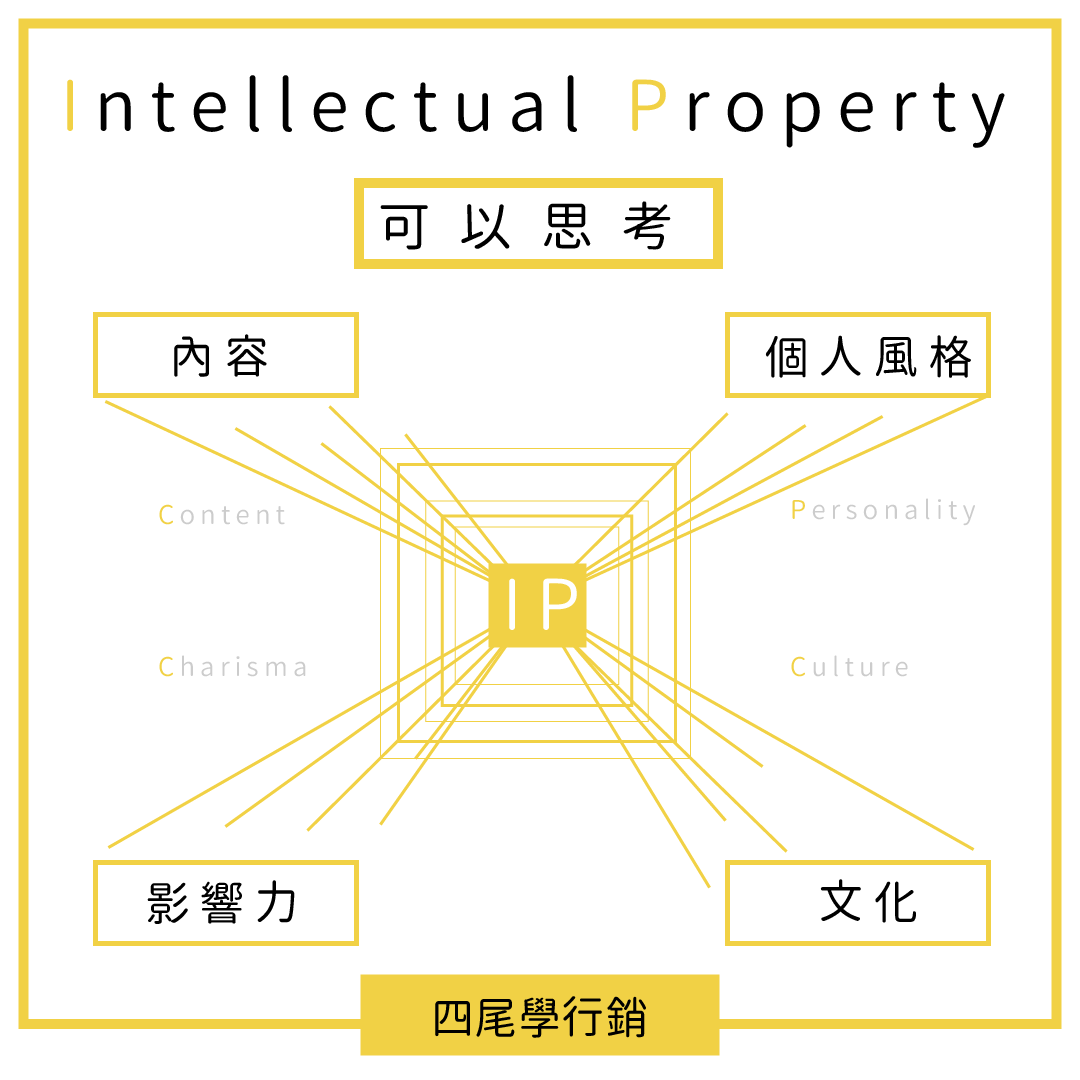 Intellectual Property
可以思考
內容
個人風格
Content
Personality
IP
Charisma
Culture
影響力
文化
四尾學行銷